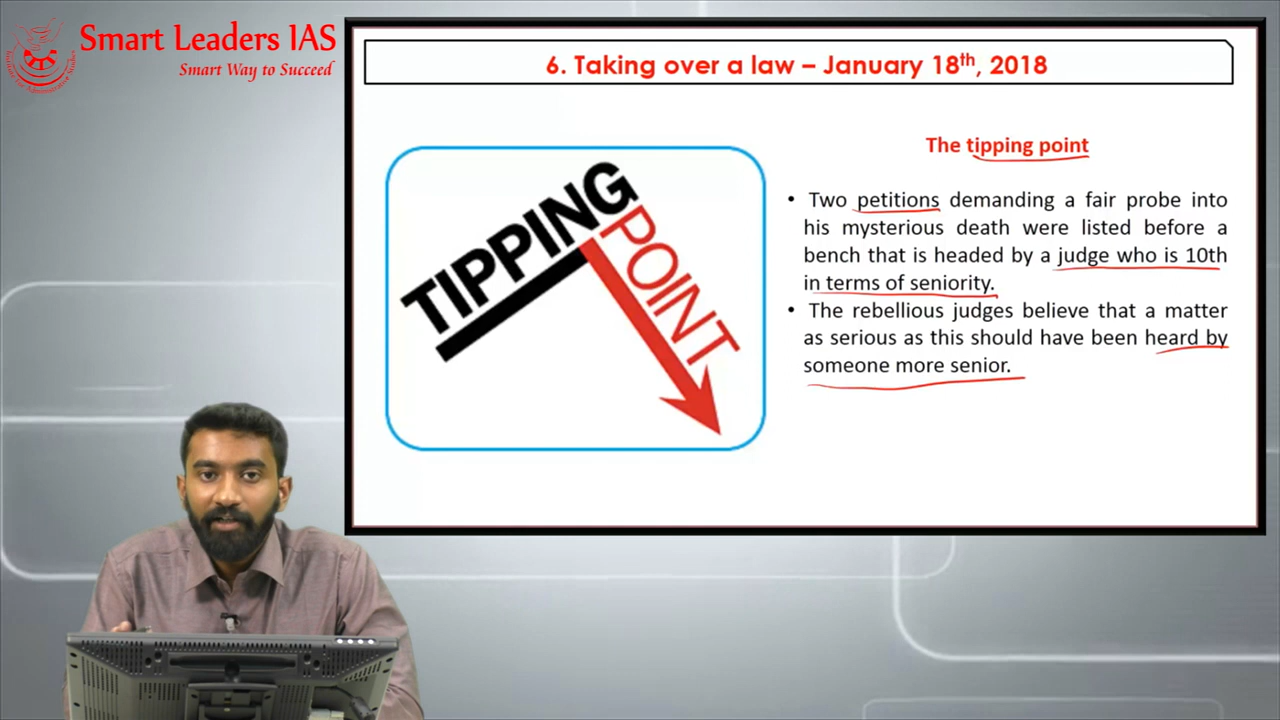 Smart Leaders IAS
Smart Way to Succeed
6. Taking over a law – January 18th, 2018
TIPPING
POINT
The tipping point
• Two petitions demanding a fair probe into
his mysterious death were listed before a
bench that is headed by a judge who is 10th
in terms of seniority.
• The rebellious judges believe that a matter
as serious as this should have been heard by
someone more senior.